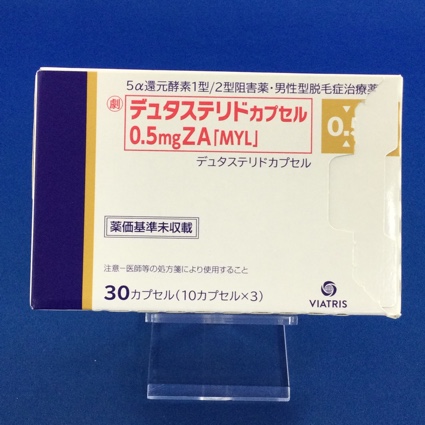 5α還元酵素1型/2型阻害薬・男性型脱毛症治療薬
劇 デュタステリドカプセル
0.5mgZA「MYL」
0.5
デュタステリドカプセル
薬価基準未収載
注意-医師等の処方箋により使用すること
30カプセル(10カプセル×3)
VIATRIS